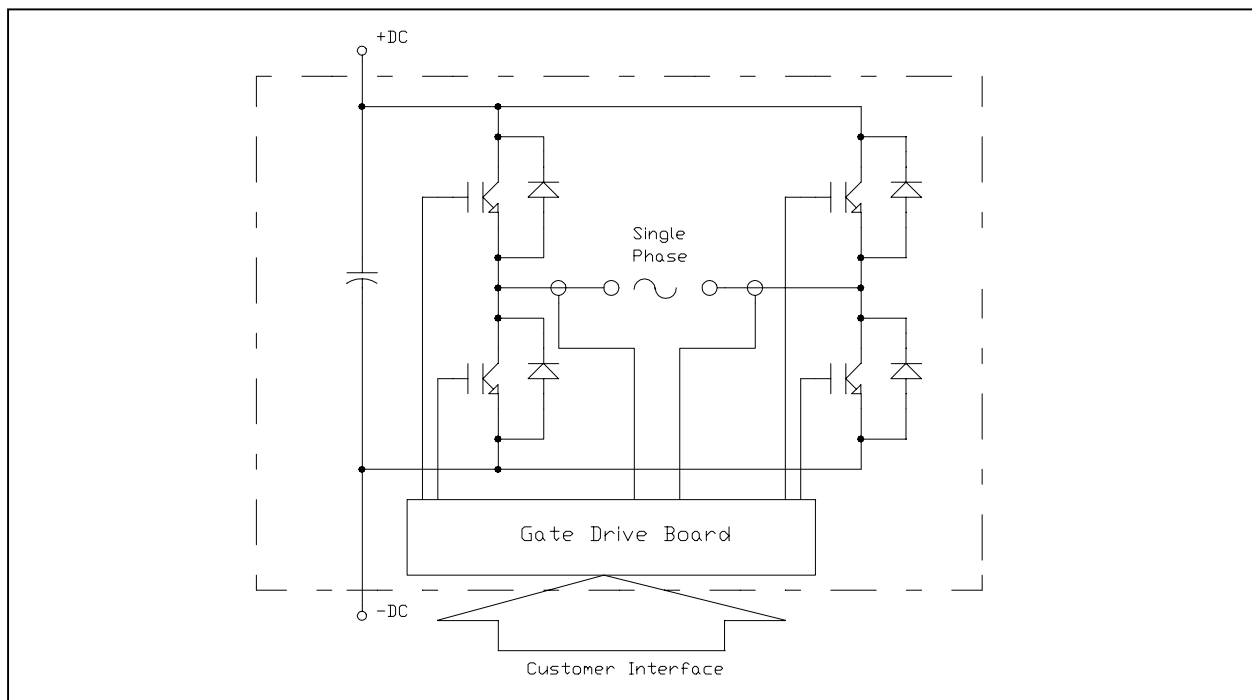 +DC
Single
Phase
Gate Drive Board
-DC
Customer Interface